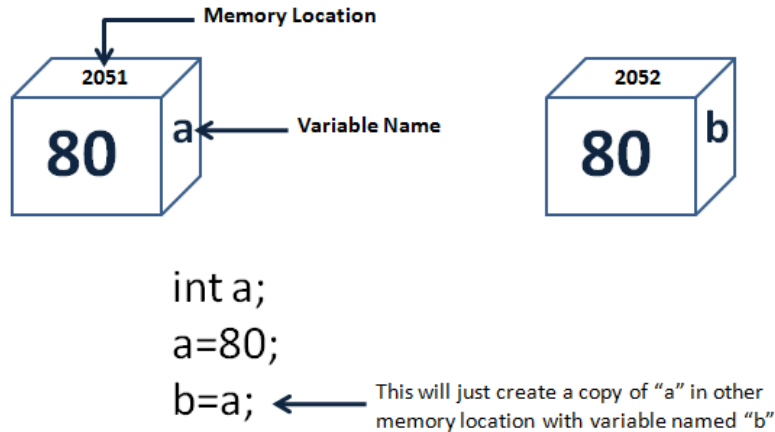 Memory Location
2051
80
a
Variable Name
2052
80
b
int a;
a=80;
b=a;
This will just create a copy of “a” in other
memory location with variable named “b”